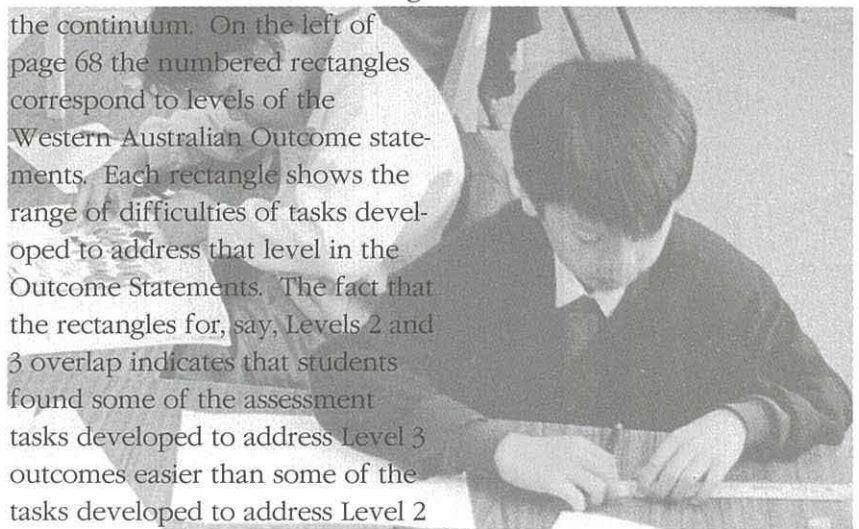 the continuum. On the left of
page 68 the numbered rectangles
correspond to levels of the
Western Australian Outcome state-
ments. Each rectangle shows the
range of difficulties of tasks devel-
oped to address that level in the
Outcome Statements. The fact that
the rectangles for, say, Levels 2 and
3 overlap indicates that students
found some of the assessment
tasks developed to address Level 3
outcomes easier than some of the
tasks developed to address Level 2